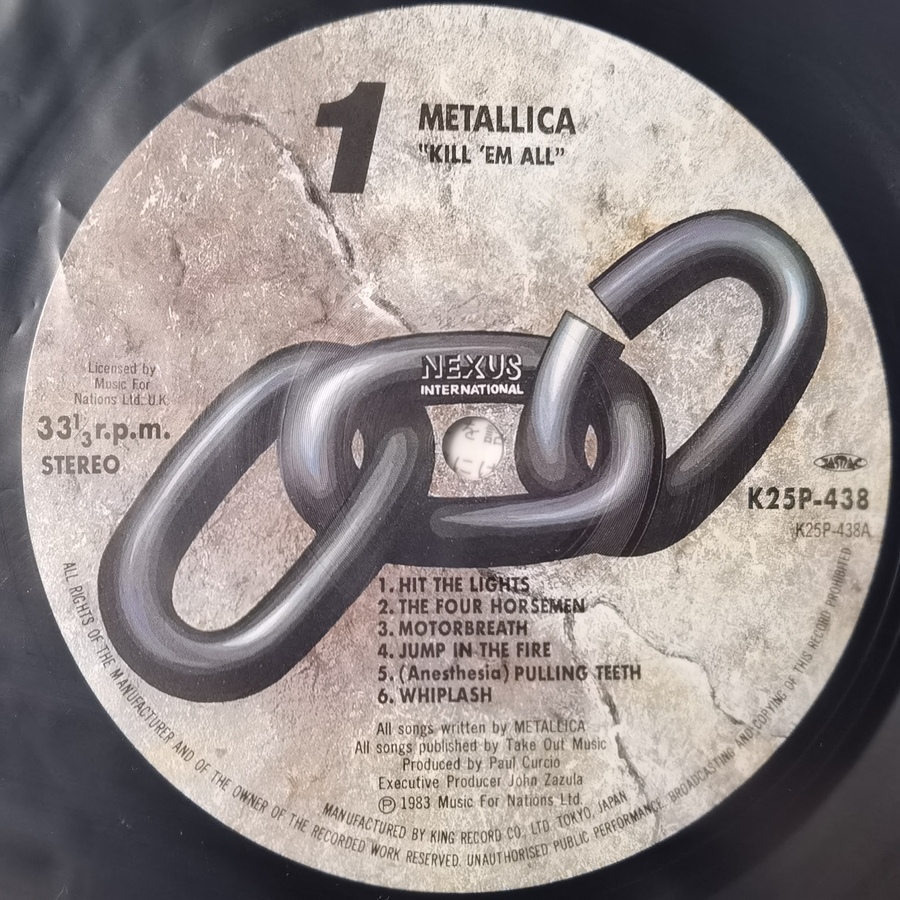 1
METALLICA
"KILL 'EM ALL"
NEXUS
INTERNATIONAL
Licensed by
Music For
Nations Ltd. U.K.
33 1/3 r.p.m.
STEREO
JASRAC
K25P-438
K25P-438A
1. HIT THE LIGHTS
2. THE FOUR HORSEMEN
3. MOTORBREATH
4. JUMP IN THE FIRE
5. (Anesthesia) PULLING TEETH
6. WHIPLASH
All songs written by METALLICA
All songs published by Take Out Music
Produced by Paul Curcio
Executive Producer John Zazula
Ⓟ 1983 Music For Nations Ltd.
MANUFACTURED BY KING RECORD CO., LTD. TOKYO, JAPAN
ALL RIGHTS OF THE MANUFACTURER AND OF THE OWNER OF THE RECORDED WORK RESERVED. UNAUTHORISED PUBLIC PERFORMANCE, BROADCASTING AND COPYING OF THIS RECORD PROHIBITED